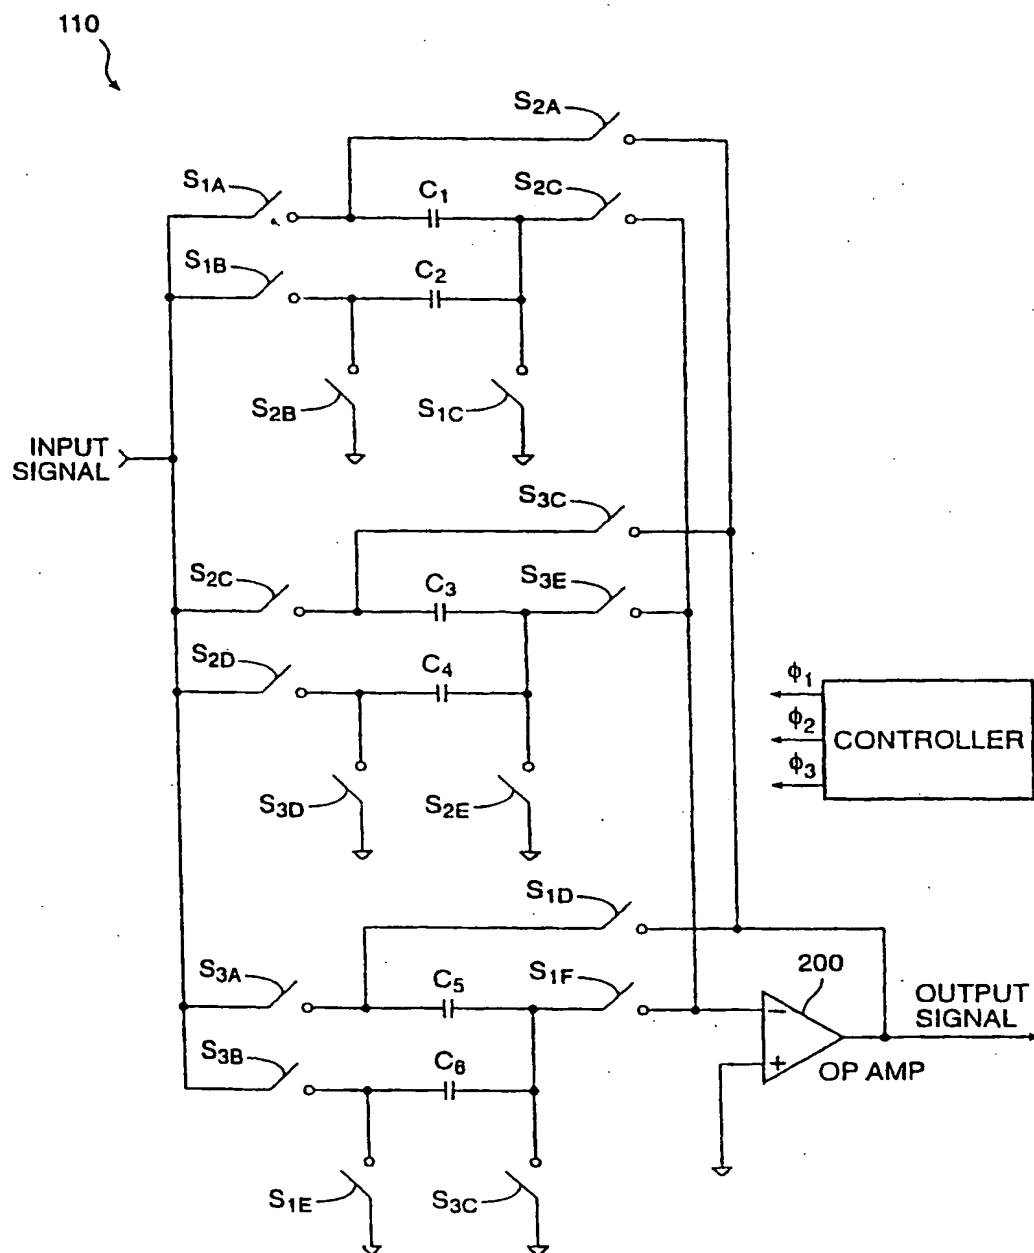 110
S2A
S1A
C1
S2C
S1B
C2
S2B
S1C
INPUT
SIGNAL
S3C
S2C
C3
S3E
S2D
C4
ϕ1
ϕ2
CONTROLLER
ϕ3
S3D
S2E
S1D
S3A
C5
S1F
200
OUTPUT
SIGNAL
S3B
C6
−
+
OP AMP
S1E
S3C